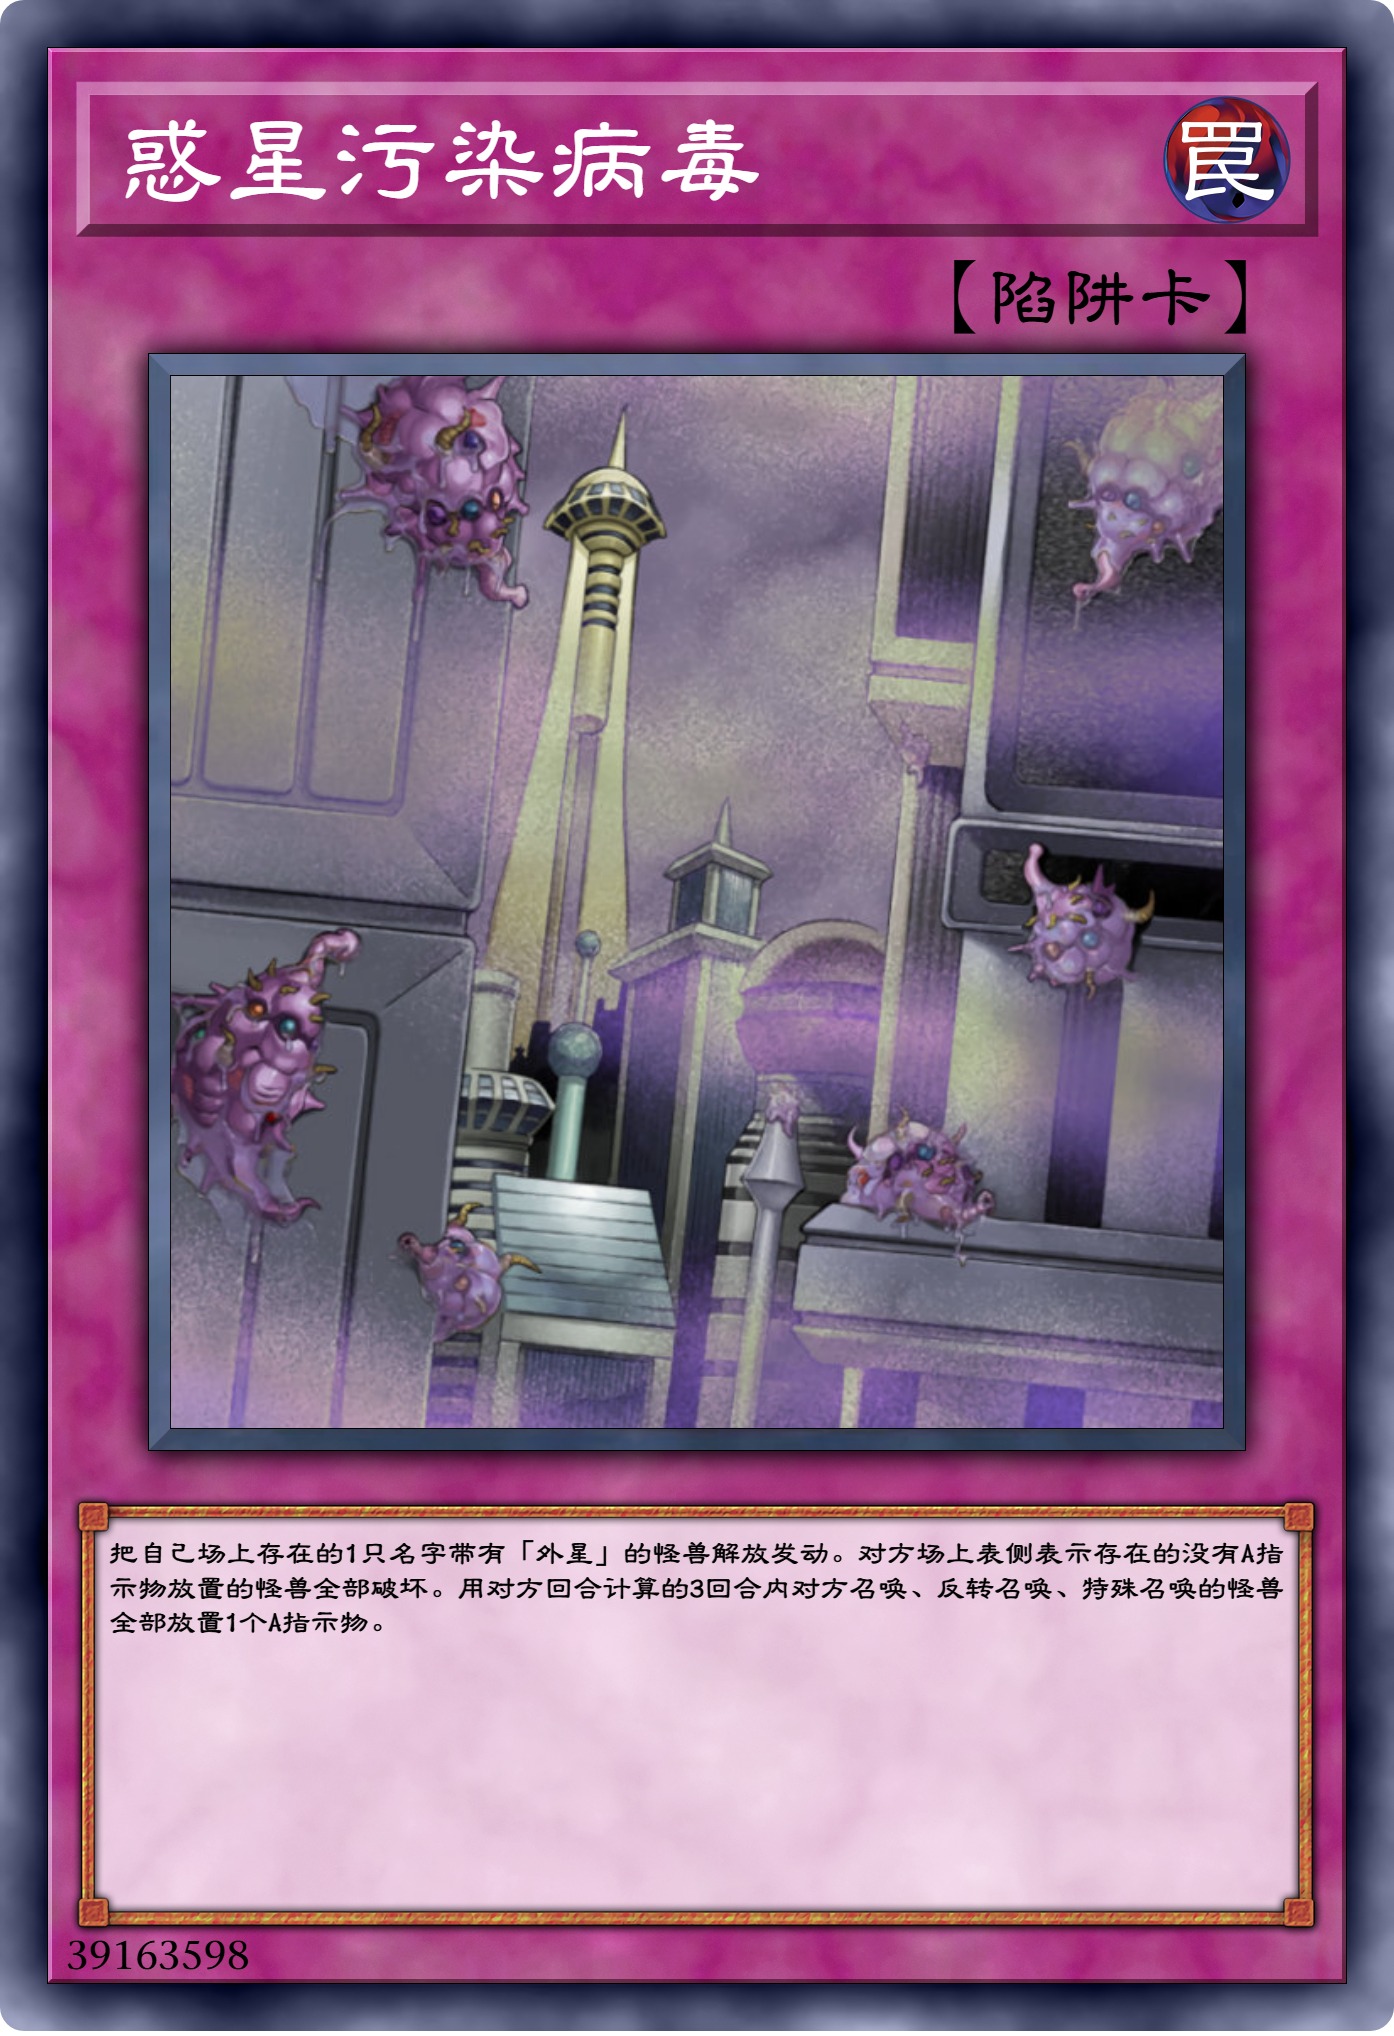 惑星污染病毒
罠
【陷阱卡】
把自己场上存在的1只名字带有「外星」的怪兽解放发动。对方场上表侧表示存在的没有A指
示物放置的怪兽全部破坏。用对方回合计算的3回合内对方召唤、反转召唤、特殊召唤的怪兽
全部放置1个A指示物。
39163598